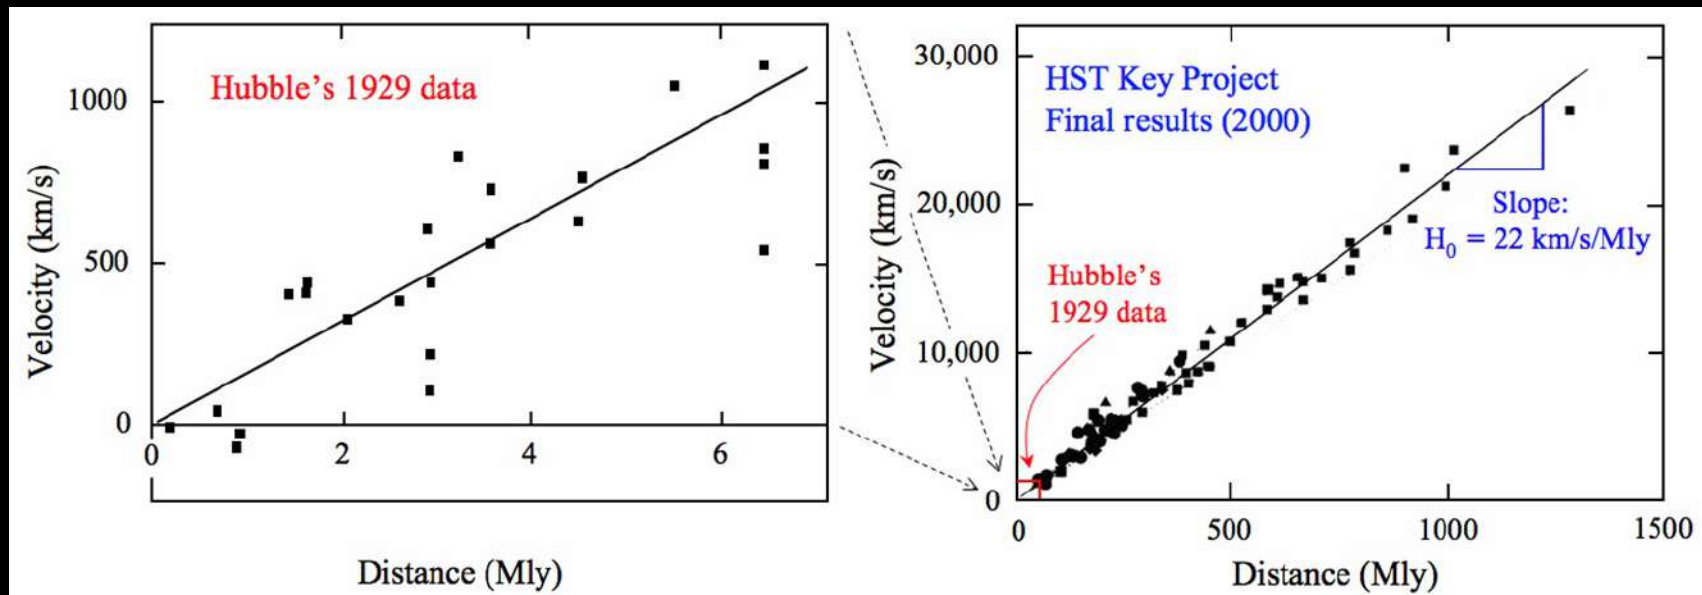 Hubble's 1929 data
1000
500
0
Velocity (km/s)
0 2 4 6
Distance (Mly)
HST Key Project
Final results (2000)
30,000
20,000
10,000
0
Velocity (km/s)
Slope:
H₀ = 22 km/s/Mly
Hubble's
1929 data
0 500 1000 1500
Distance (Mly)